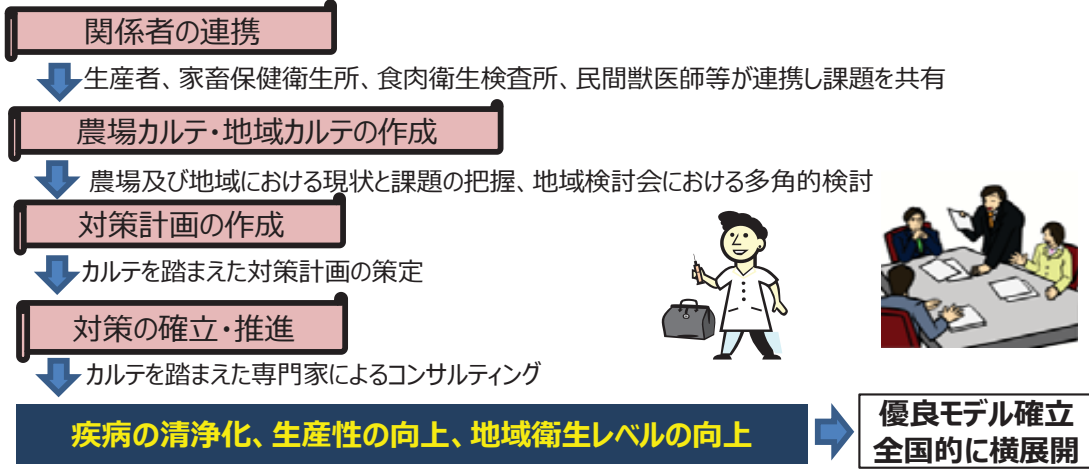 関係者の連携
生産者、家畜保健衛生所、食肉衛生検査所、民間獣医師等が連携し課題を共有
農場カルテ・地域カルテの作成
農場及び地域における現状と課題の把握、地域検討会における多角的検討
対策計画の作成
カルテを踏まえた対策計画の策定
対策の確立・推進
カルテを踏まえた専門家によるコンサルティング
疾病の清浄化、生産性の向上、地域衛生レベルの向上
優良モデル確立
全国的に横展開